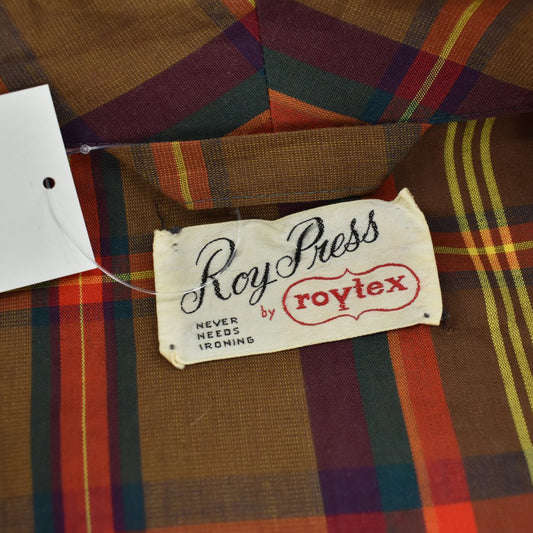 Roy Press
by roytex
NEVER
NEEDS
IRONING